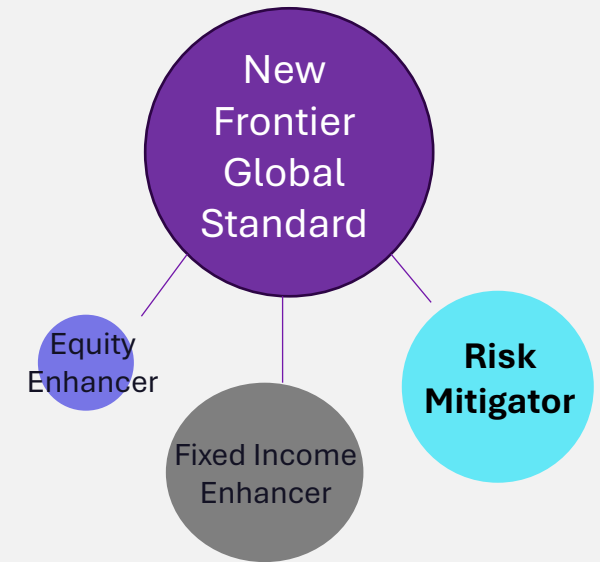 New
Frontier
Global
Standard
Equity
Enhancer
Fixed Income
Enhancer
Risk
Mitigator